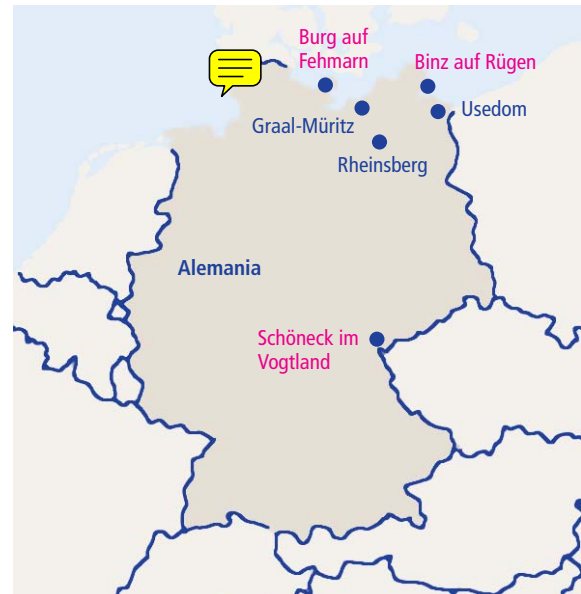 Burg auf
Fehmarn
Binz auf Rügen
Graal-Müritz
Usedom
Rheinsberg
Alemania
Schöneck im
Vogtland